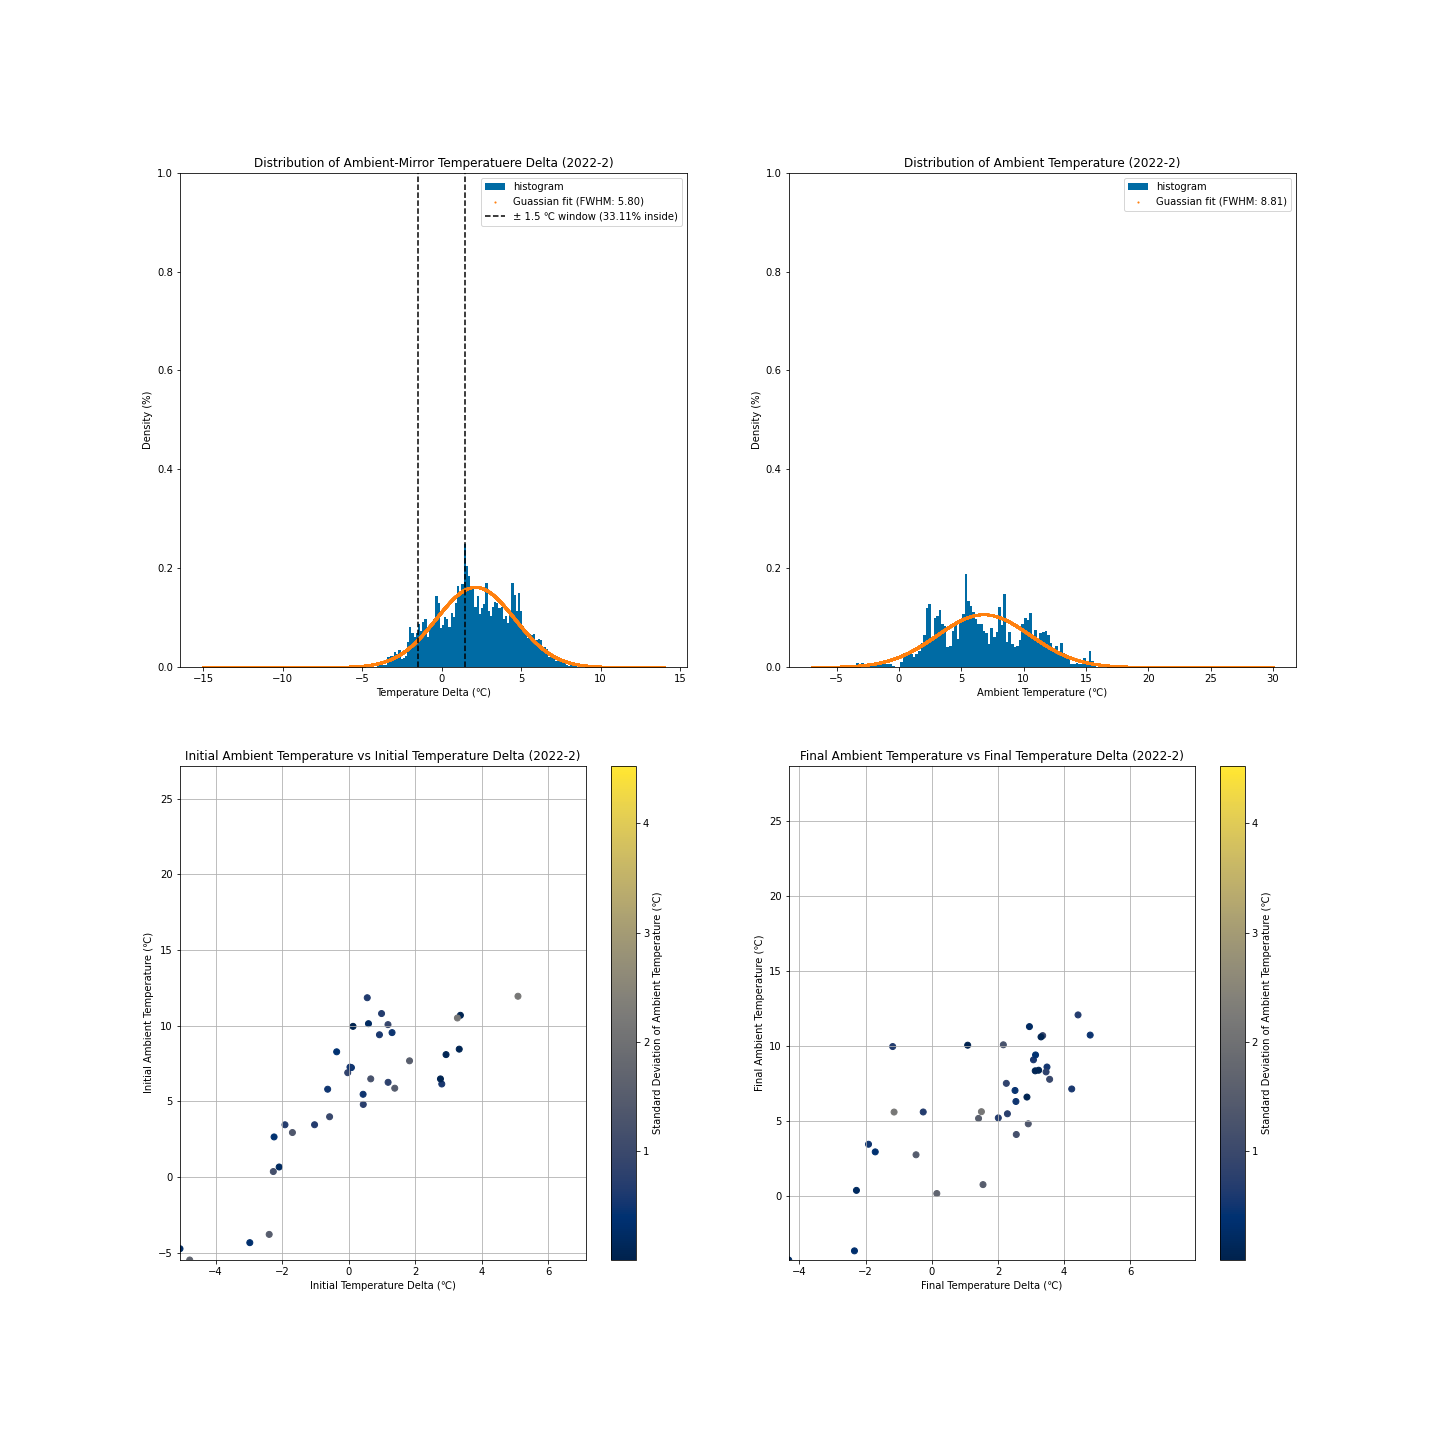 Distribution of Ambient-Mirror Temperatuere Delta (2022-2)
1.0
0.8
0.6
0.4
0.2
0.0
Density (%)
histogram
Guassian fit (FWHM: 5.80)
± 1.5 ℃ window (33.11% inside)
−15 −10 −5 0 5 10 15
Temperature Delta (℃)
Distribution of Ambient Temperature (2022-2)
1.0
0.8
0.6
0.4
0.2
0.0
Density (%)
histogram
Guassian fit (FWHM: 8.81)
−5 0 5 10 15 20 25 30
Ambient Temperature (℃)
Initial Ambient Temperature vs Initial Temperature Delta (2022-2)
25
20
15
10
5
0
−5
Initial Ambient Temperature (℃)
−4 −2 0 2 4 6
Initial Temperature Delta (℃)
4
3
2
1
Standard Deviation of Ambient Temperature (℃)
Final Ambient Temperature vs Final Temperature Delta (2022-2)
25
20
15
10
5
0
Final Ambient Temperature (℃)
−4 −2 0 2 4 6
Final Temperature Delta (℃)
4
3
2
1
Standard Deviation of Ambient Temperature (℃)